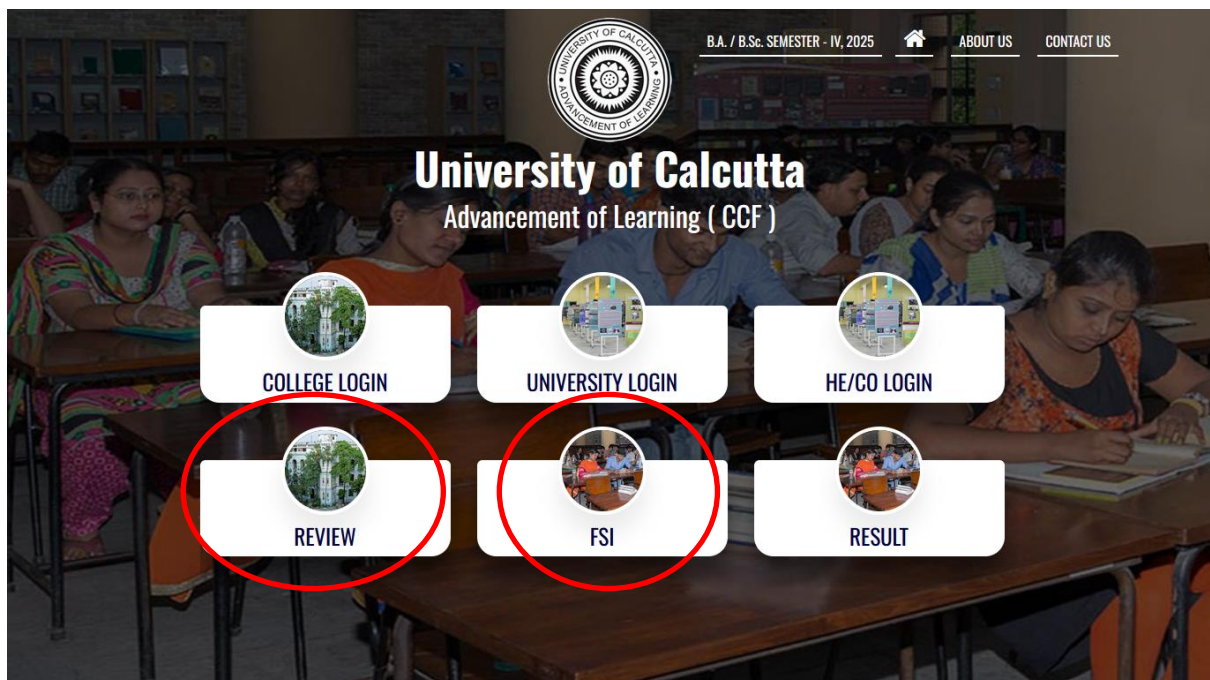 UNIVERSITY OF CALCUTTA
ADVANCEMENT OF LEARNING
B.A. / B.Sc. SEMESTER - IV, 2025 ABOUT US CONTACT US
University of Calcutta
Advancement of Learning ( CCF )
COLLEGE LOGIN UNIVERSITY LOGIN HE/CO LOGIN
REVIEW FSI RESULT